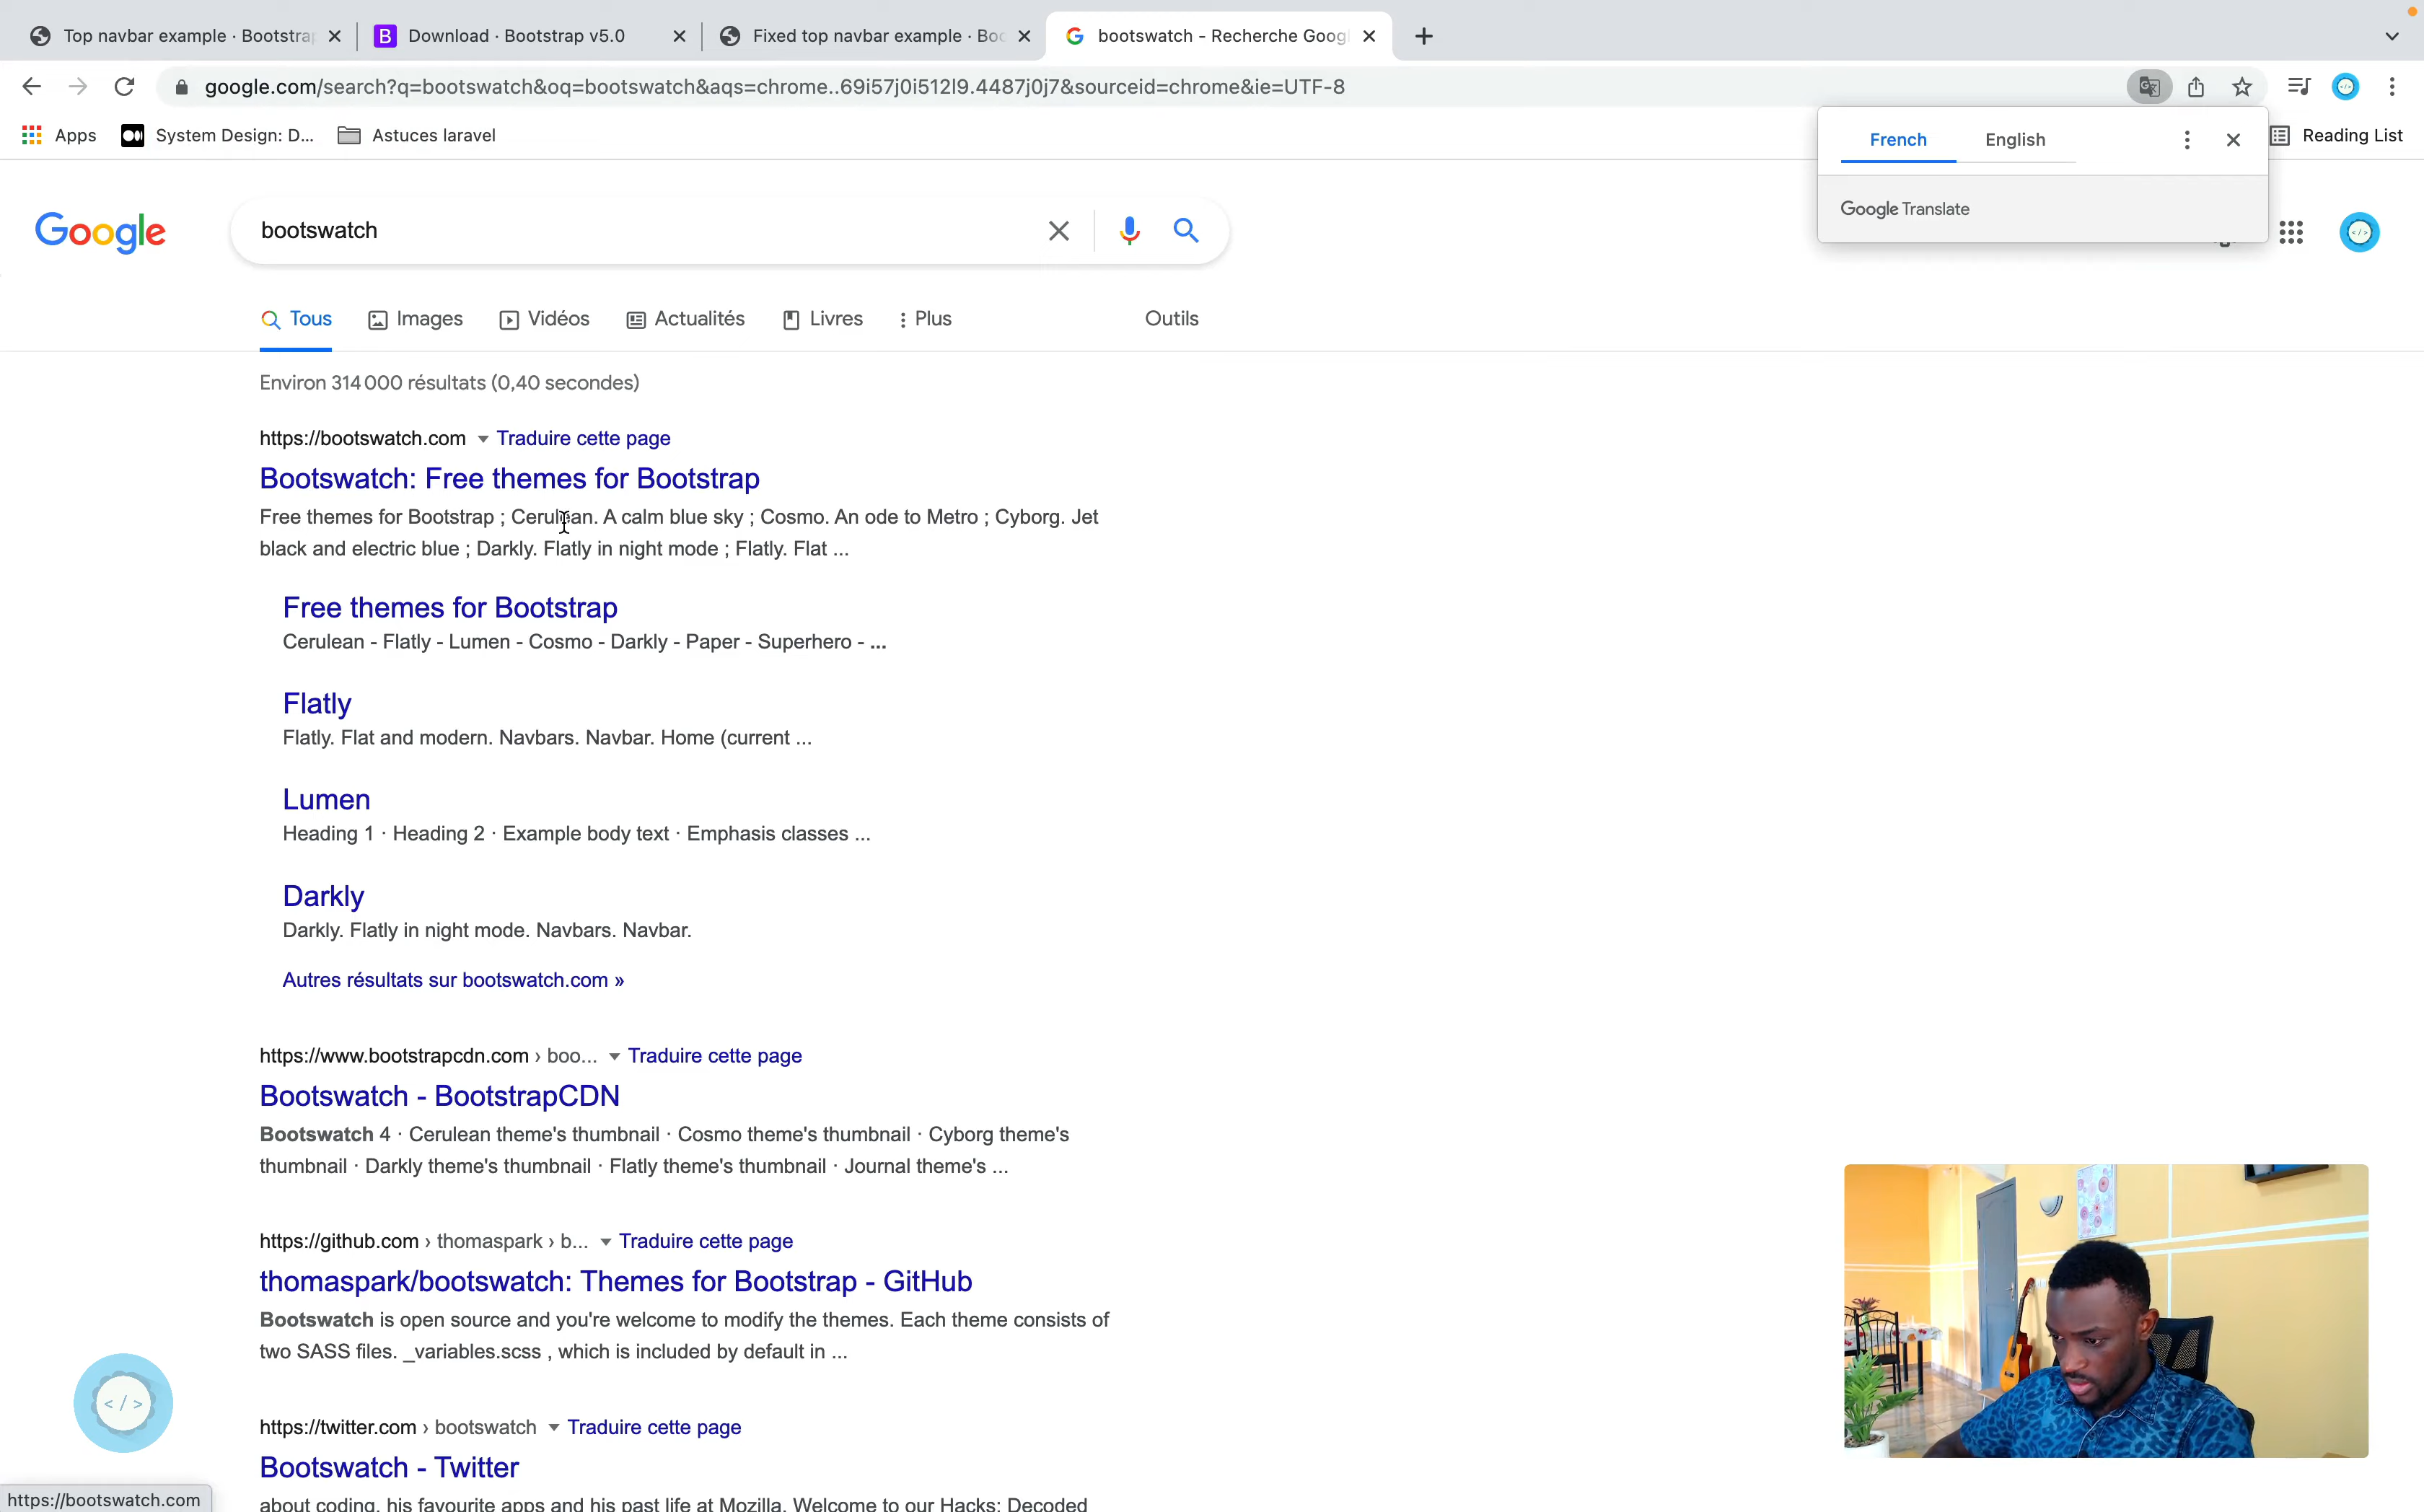 Top navbar example · Bootstrap
Download · Bootstrap v5.0
Fixed top navbar example · Boo
bootswatch - Recherche Googl
google.com/search?q=bootswatch&oq=bootswatch&aqs=chrome..69i57j0i512l9.4487j0j7&sourceid=chrome&ie=UTF-8
Apps
System Design: D...
Astuces laravel
French
English
Reading List
Google Translate
Google
bootswatch
Tous
Images
Vidéos
Actualités
Livres
Plus
Outils
Environ 314 000 résultats (0,40 secondes)
https://bootswatch.com
Traduire cette page
Bootswatch: Free themes for Bootstrap
Free themes for Bootstrap ; Cerulean. A calm blue sky ; Cosmo. An ode to Metro ; Cyborg. Jet
black and electric blue ; Darkly. Flatly in night mode ; Flatly. Flat ...
Free themes for Bootstrap
Cerulean - Flatly - Lumen - Cosmo - Darkly - Paper - Superhero - ...
Flatly
Flatly. Flat and modern. Navbars. Navbar. Home (current ...
Lumen
Heading 1 · Heading 2 · Example body text · Emphasis classes ...
Darkly
Darkly. Flatly in night mode. Navbars. Navbar.
Autres résultats sur bootswatch.com »
https://www.bootstrapcdn.com › boo...
Traduire cette page
Bootswatch - BootstrapCDN
Bootswatch 4 · Cerulean theme's thumbnail · Cosmo theme's thumbnail · Cyborg theme's
thumbnail · Darkly theme's thumbnail · Flatly theme's thumbnail · Journal theme's ...
https://github.com › thomaspark › b...
Traduire cette page
thomaspark/bootswatch: Themes for Bootstrap - GitHub
Bootswatch is open source and you're welcome to modify the themes. Each theme consists of
two SASS files. _variables.scss , which is included by default in ...
</> 
https://twitter.com › bootswatch
Traduire cette page
Bootswatch - Twitter
about coding, his favourite apps and his past life at Mozilla. Welcome to our Hacks: Decoded
https://bootswatch.com